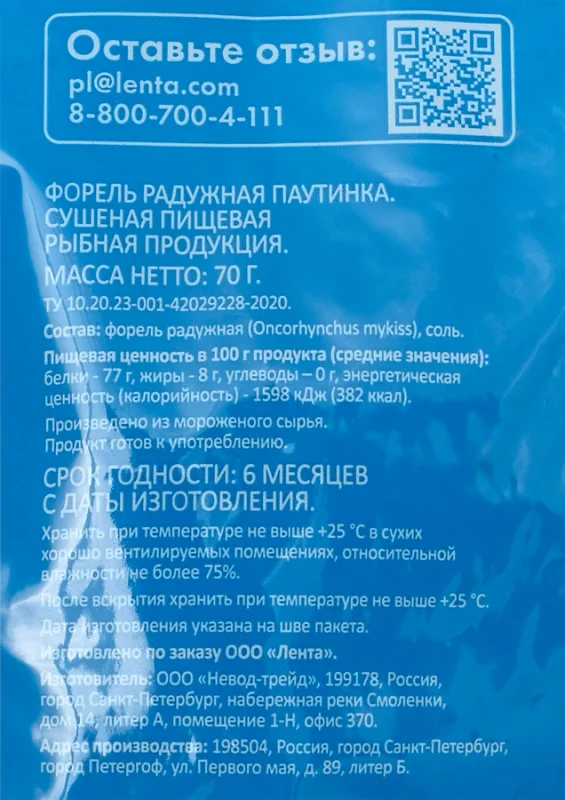 Оставьте отзыв:
pl@lenta.com
8-800-700-4-111
ФОРЕЛЬ РАДУЖНАЯ ПАУТИНКА.
СУШЕНАЯ ПИЩЕВАЯ
РЫБНАЯ ПРОДУКЦИЯ.
МАССА НЕТТО: 70 Г.
ТУ 10.20.23-001-42029228-2020.
Состав: форель радужная (Oncorhynchus mykiss), соль.
Пищевая ценность в 100 г продукта (средние значения):
белки - 77 г, жиры - 8 г, углеводы – 0 г, энергетическая
ценность (калорийность) - 1598 кДж (382 ккал).
Произведено из мороженого сырья.
Продукт готов к употреблению.
СРОК ГОДНОСТИ: 6 МЕСЯЦЕВ
С ДАТЫ ИЗГОТОВЛЕНИЯ.
Хранить при температуре не выше +25 °С в сухих
хорошо вентилируемых помещениях, относительной
влажности не более 75%.
После вскрытия хранить при температуре не выше +25 °С.
Дата изготовления указана на шве пакета.
Изготовлено по заказу ООО «Лента».
Изготовитель: ООО «Невод-трейд», 199178, Россия,
город Санкт-Петербург, набережная реки Смоленки,
дом 14, литер А, помещение 1-Н, офис 370.
Адрес производства: 198504, Россия, город Санкт-Петербург,
город Петергоф, ул. Первого мая, д. 89, литер Б.